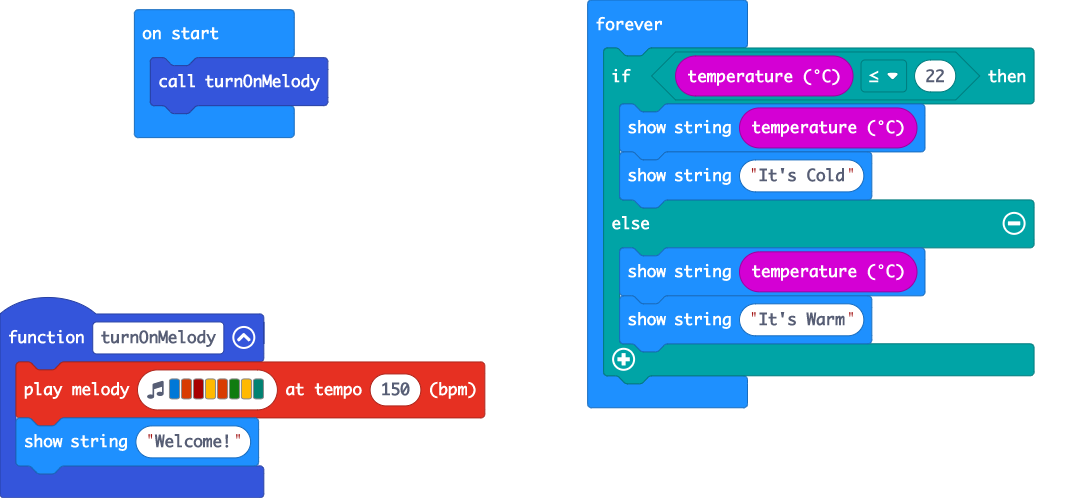 on start
call turnOnMelody
function turnOnMelody
play melody at tempo 150 (bpm)
show string "Welcome!"
forever
if temperature (°C) ≤ 22 then
show string temperature (°C)
show string "It's Cold"
else
show string temperature (°C)
show string "It's Warm"